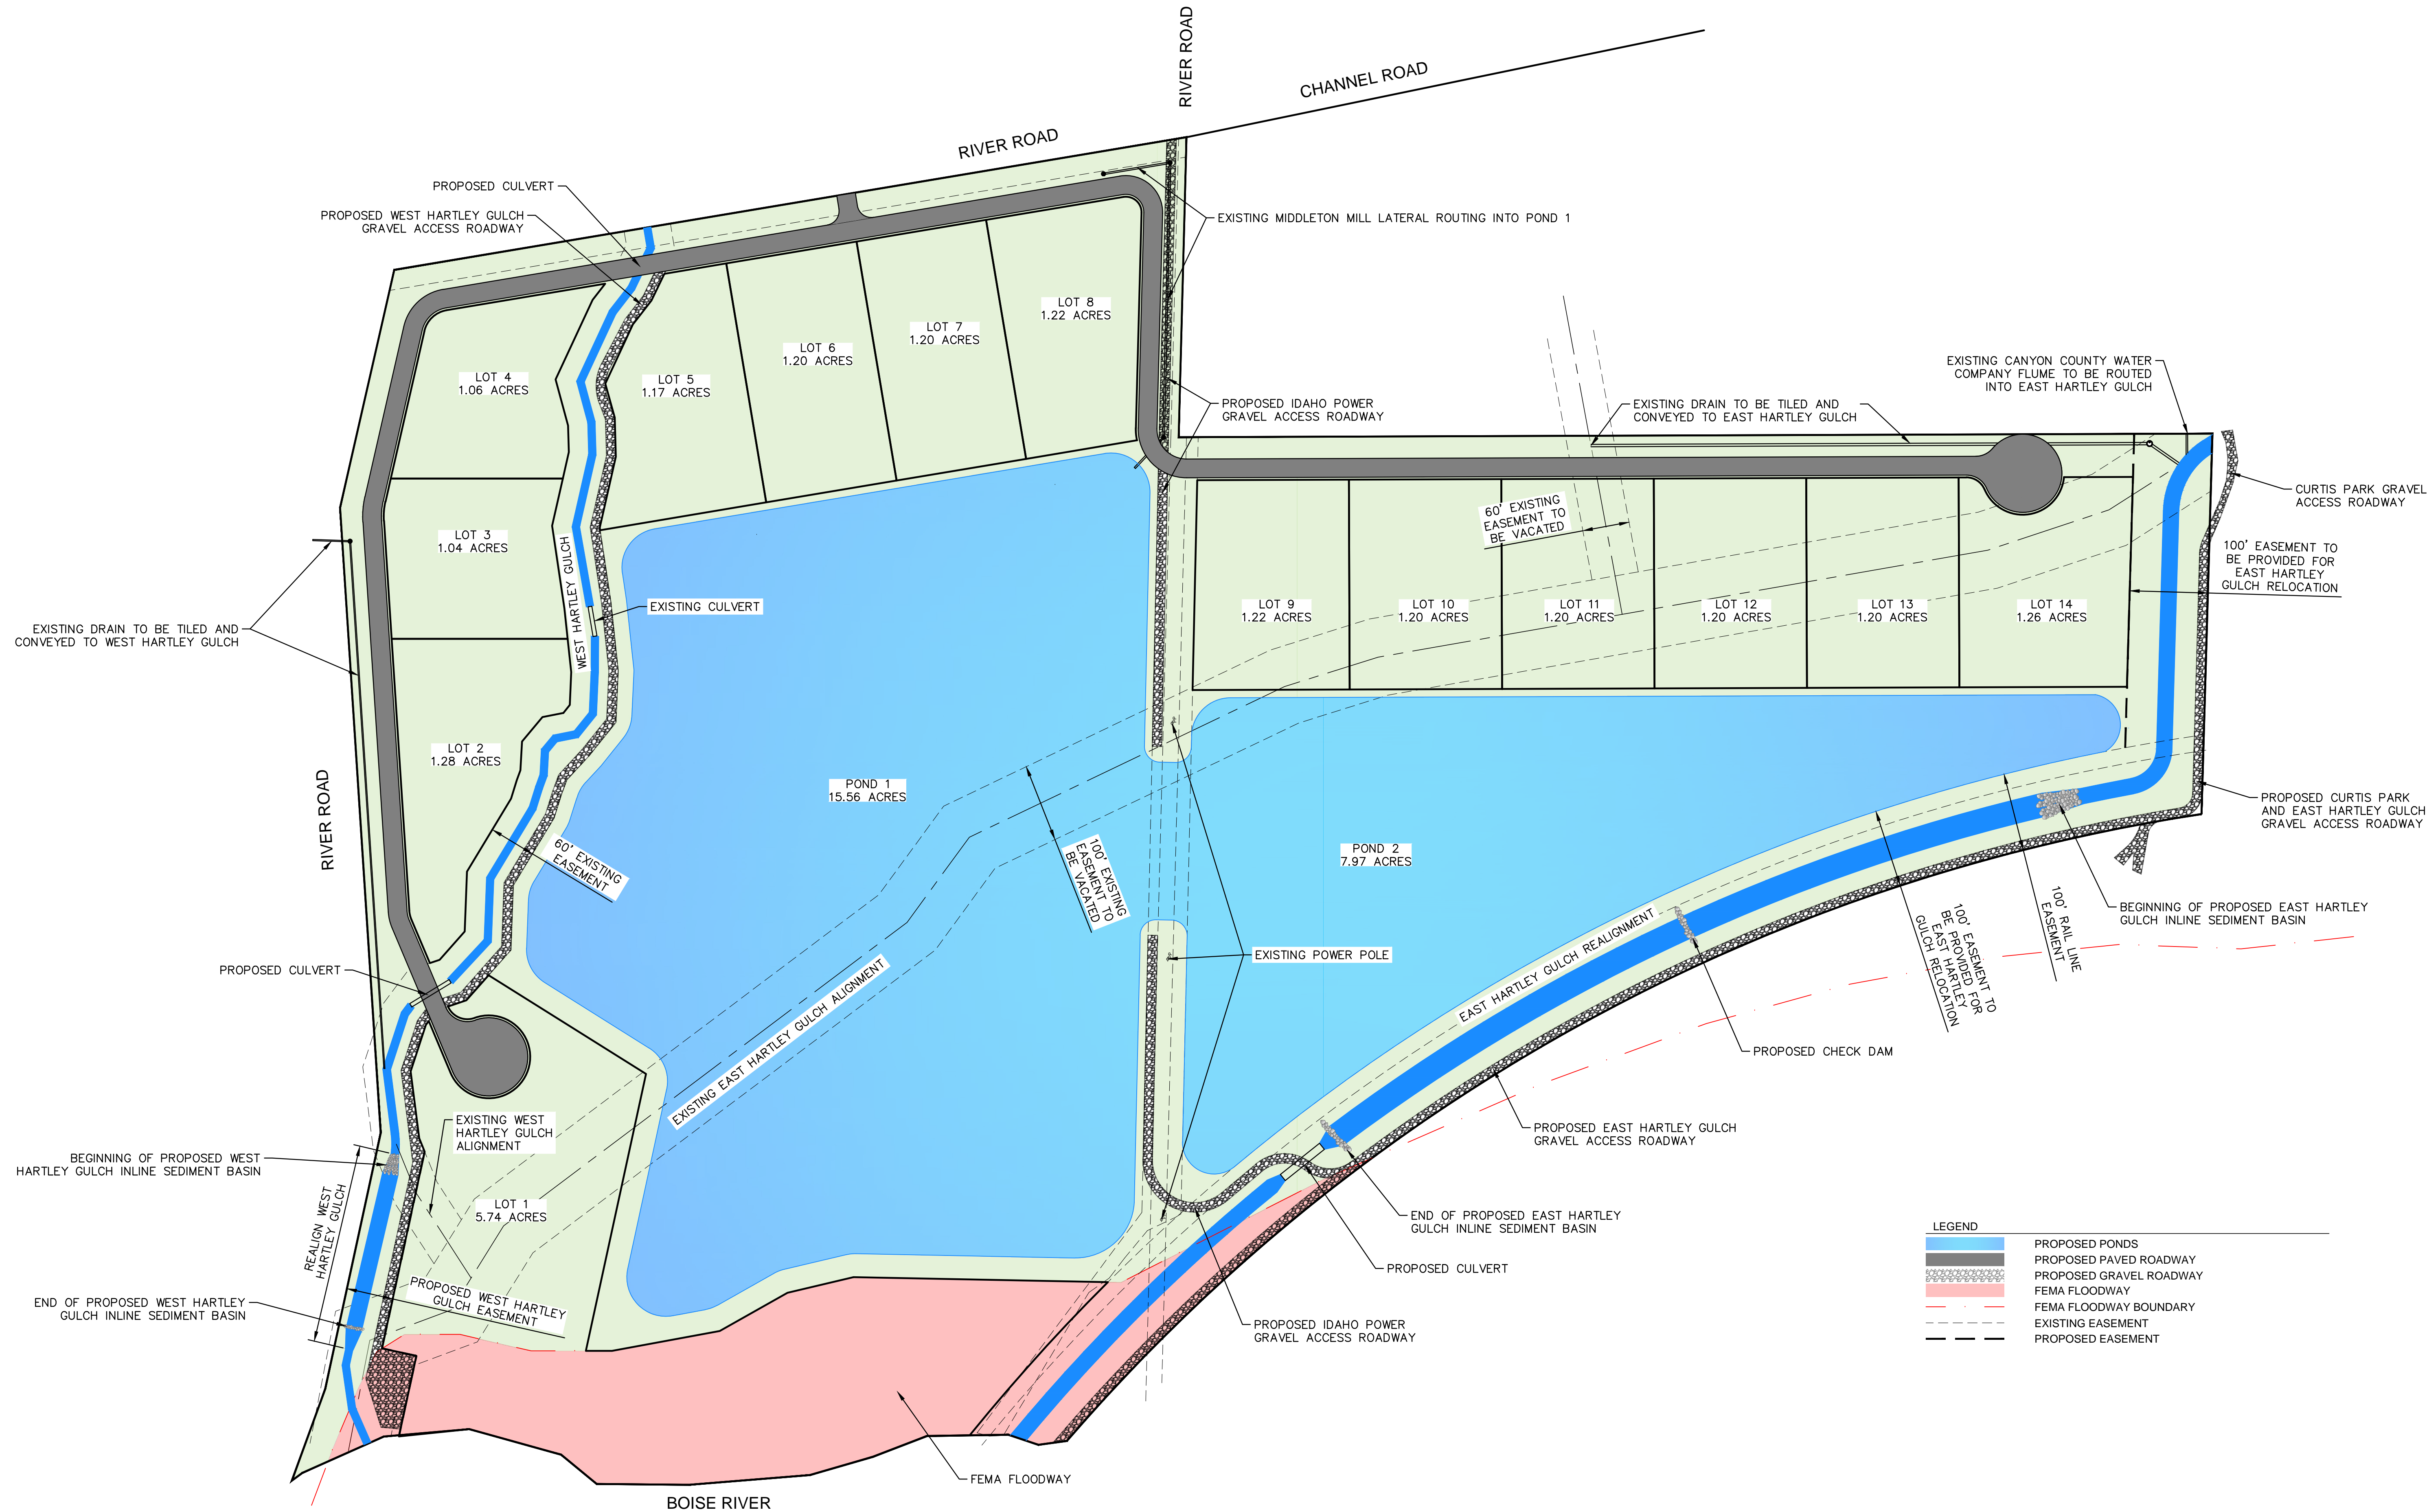 RIVER ROAD
CHANNEL ROAD
RIVER ROAD
PROPOSED CULVERT
PROPOSED WEST HARTLEY GULCH
GRAVEL ACCESS ROADWAY
EXISTING MIDDLETON MILL LATERAL ROUTING INTO POND 1
LOT 8
1.22 ACRES
LOT 7
1.20 ACRES
LOT 6
1.20 ACRES
LOT 5
1.17 ACRES
LOT 4
1.06 ACRES
PROPOSED IDAHO POWER
GRAVEL ACCESS ROADWAY
EXISTING DRAIN TO BE TILED AND
CONVEYED TO EAST HARTLEY GULCH
EXISTING CANYON COUNTY WATER
COMPANY FLUME TO BE ROUTED
INTO EAST HARTLEY GULCH
CURTIS PARK GRAVEL
ACCESS ROADWAY
60' EXISTING
EASEMENT TO
BE VACATED
100' EASEMENT TO
BE PROVIDED FOR
EAST HARTLEY
GULCH RELOCATION
LOT 3
1.04 ACRES
WEST HARTLEY GULCH
EXISTING CULVERT
LOT 9
1.22 ACRES
LOT 10
1.20 ACRES
LOT 11
1.20 ACRES
LOT 12
1.20 ACRES
LOT 13
1.20 ACRES
LOT 14
1.26 ACRES
EXISTING DRAIN TO BE TILED AND
CONVEYED TO WEST HARTLEY GULCH
LOT 2
1.28 ACRES
RIVER ROAD
POND 1
15.56 ACRES
60' EXISTING
EASEMENT
100' EXISTING
EASEMENT TO
BE VACATED
POND 2
7.97 ACRES
PROPOSED CURTIS PARK
AND EAST HARTLEY GULCH
GRAVEL ACCESS ROADWAY
BEGINNING OF PROPOSED EAST HARTLEY
GULCH INLINE SEDIMENT BASIN
100' RAIL LINE
EASEMENT
100' EASEMENT TO
BE PROVIDED FOR
EAST HARTLEY
GULCH RELOCATION
EXISTING POWER POLE
EAST HARTLEY GULCH REALIGNMENT
PROPOSED CULVERT
EXISTING EAST HARTLEY GULCH ALIGNMENT
PROPOSED CHECK DAM
EXISTING WEST
HARTLEY GULCH
ALIGNMENT
PROPOSED EAST HARTLEY GULCH
GRAVEL ACCESS ROADWAY
BEGINNING OF PROPOSED WEST
HARTLEY GULCH INLINE SEDIMENT BASIN
LOT 1
5.74 ACRES
REALIGN WEST
HARTLEY GULCH
END OF PROPOSED EAST HARTLEY
GULCH INLINE SEDIMENT BASIN
PROPOSED CULVERT
PROPOSED WEST HARTLEY
GULCH EASEMENT
END OF PROPOSED WEST HARTLEY
GULCH INLINE SEDIMENT BASIN
PROPOSED IDAHO POWER
GRAVEL ACCESS ROADWAY
FEMA FLOODWAY
BOISE RIVER
LEGEND
PROPOSED PONDS
PROPOSED PAVED ROADWAY
PROPOSED GRAVEL ROADWAY
FEMA FLOODWAY
FEMA FLOODWAY BOUNDARY
EXISTING EASEMENT
PROPOSED EASEMENT